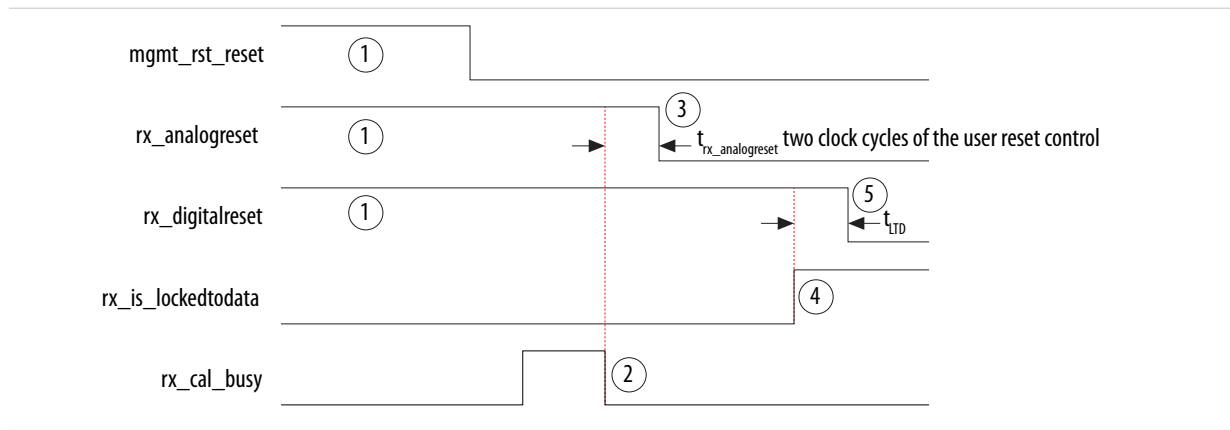 mgmt_rst_reset 1
rx_analogreset 1 3
t rx_analogreset two clock cycles of the user reset control
rx_digitalreset 1 5
t LTD
rx_is_lockedtodata 4
rx_cal_busy 2